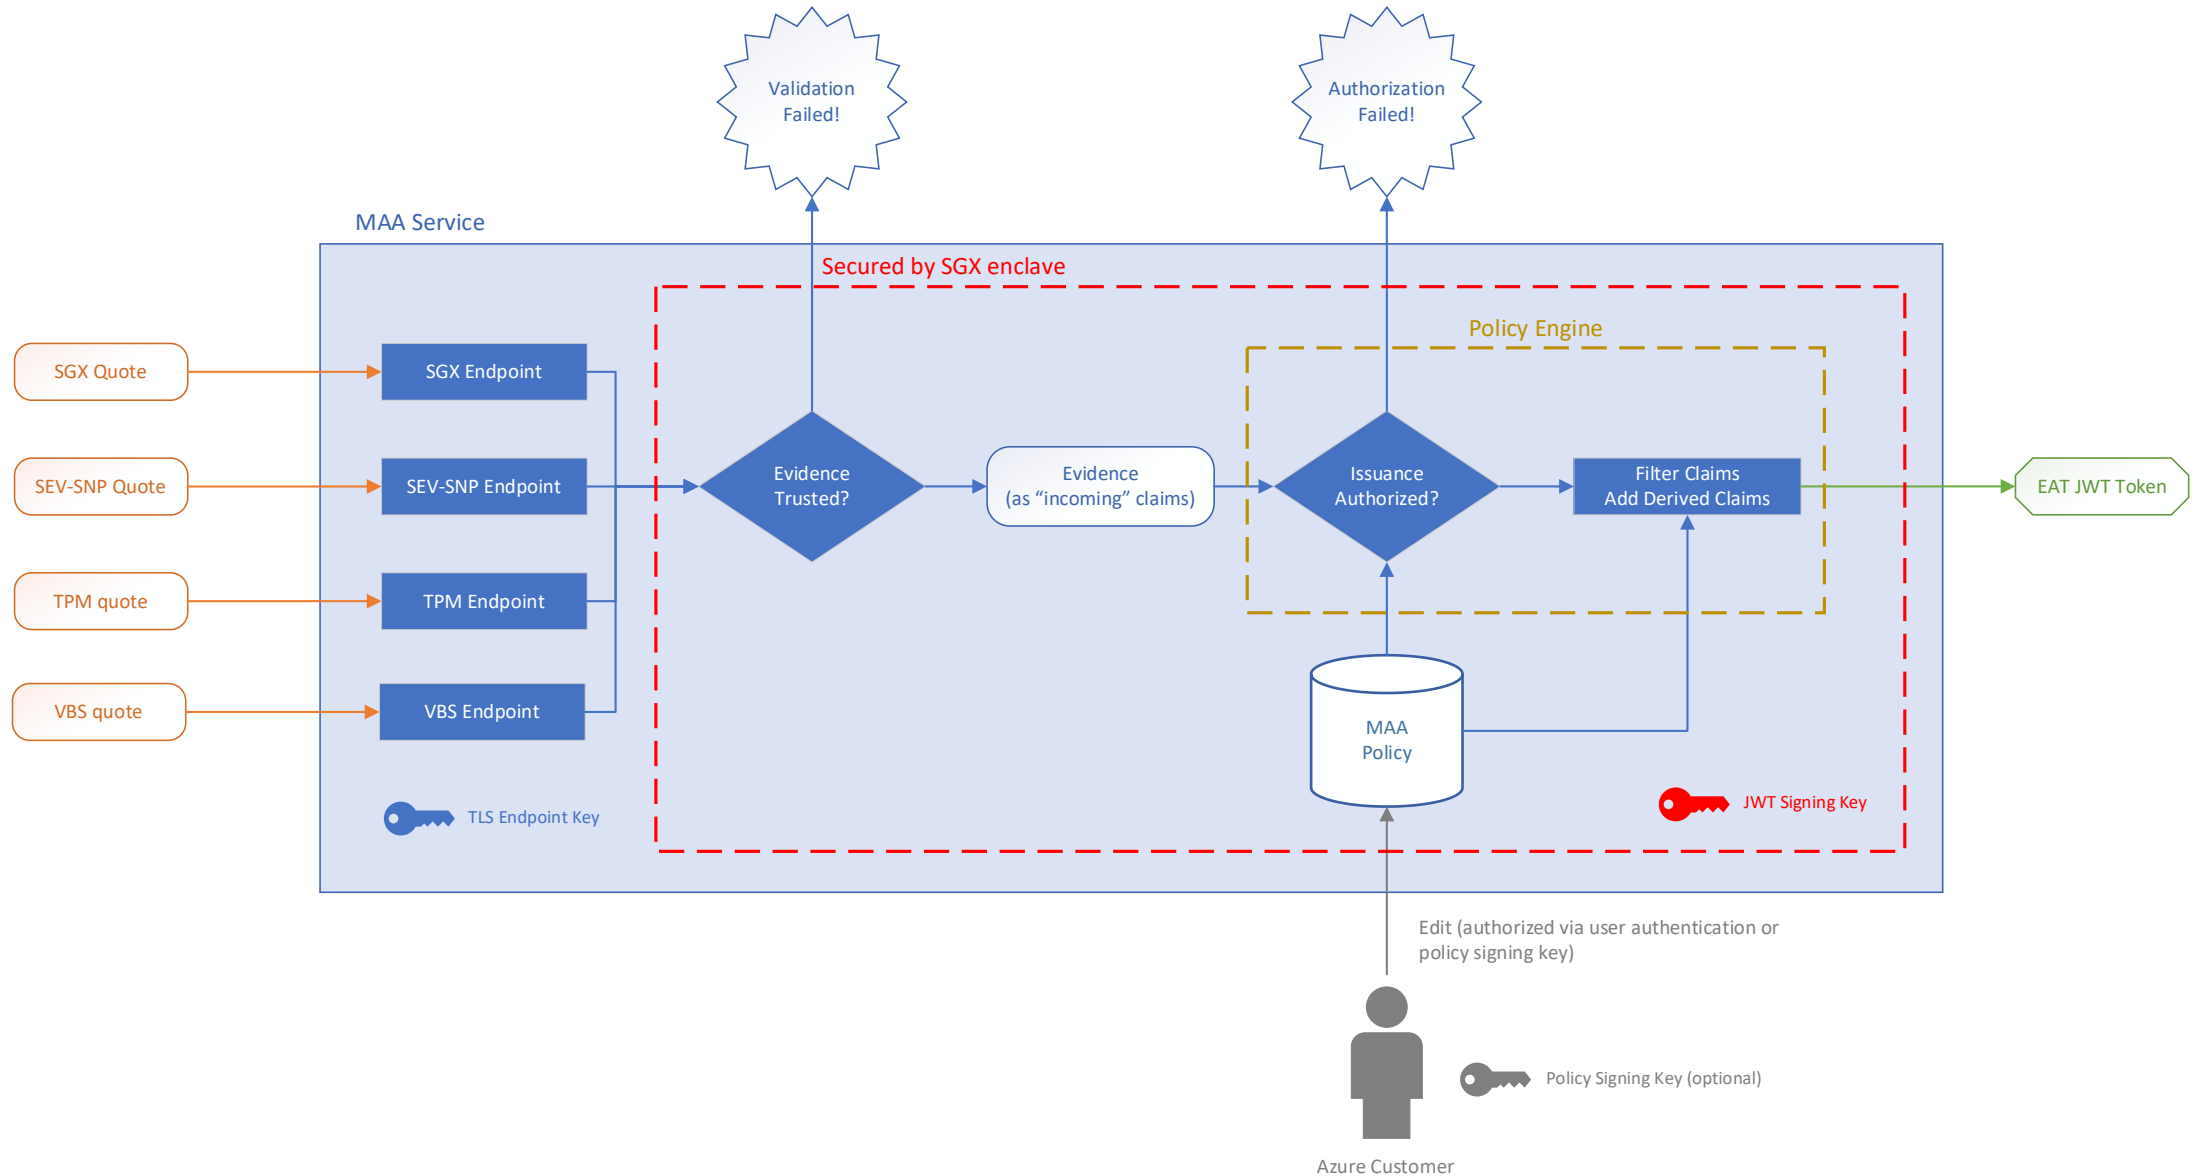 Validation
Failed!
Authorization
Failed!
MAA Service
Secured by SGX enclave
Policy Engine
SGX Quote
SGX Endpoint
SEV-SNP Quote
SEV-SNP Endpoint
Evidence
Trusted?
Evidence
(as “incoming” claims)
Issuance
Authorized?
Filter Claims
Add Derived Claims
EAT JWT Token
TPM quote
TPM Endpoint
VBS quote
VBS Endpoint
MAA
Policy
TLS Endpoint Key
JWT Signing Key
Edit (authorized via user authentication or
policy signing key)
Policy Signing Key (optional)
Azure Customer